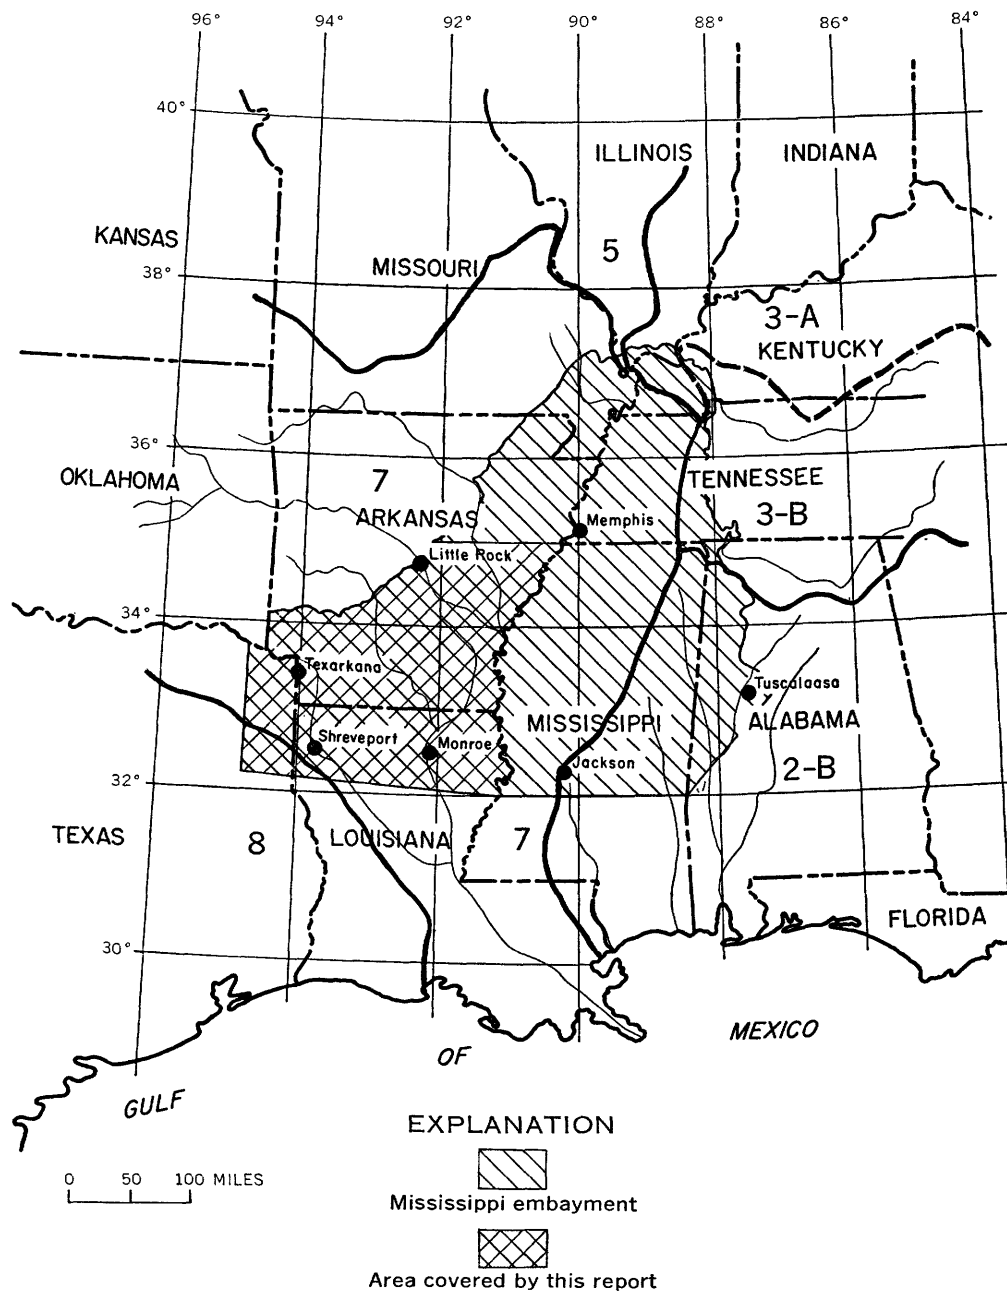 96° 94° 92° 90° 88° 86° 84°
40°
ILLINOIS INDIANA
KANSAS
5
MISSOURI
38°
3-A
KENTUCKY
36°
OKLAHOMA 7 TENNESSEE
3-B
ARKANSAS Memphis
Little Rock
34°
Texarkana
Tuscalaasa
MISSISSIPPI ALABAMA
Shreveport Monroe
Jackson 2-B
32°
TEXAS 8 LOUISIANA 7
FLORIDA
30°
MEXICO
OF
GULF
EXPLANATION
0 50 100 MILES
Mississippi embayment
Area covered by this report